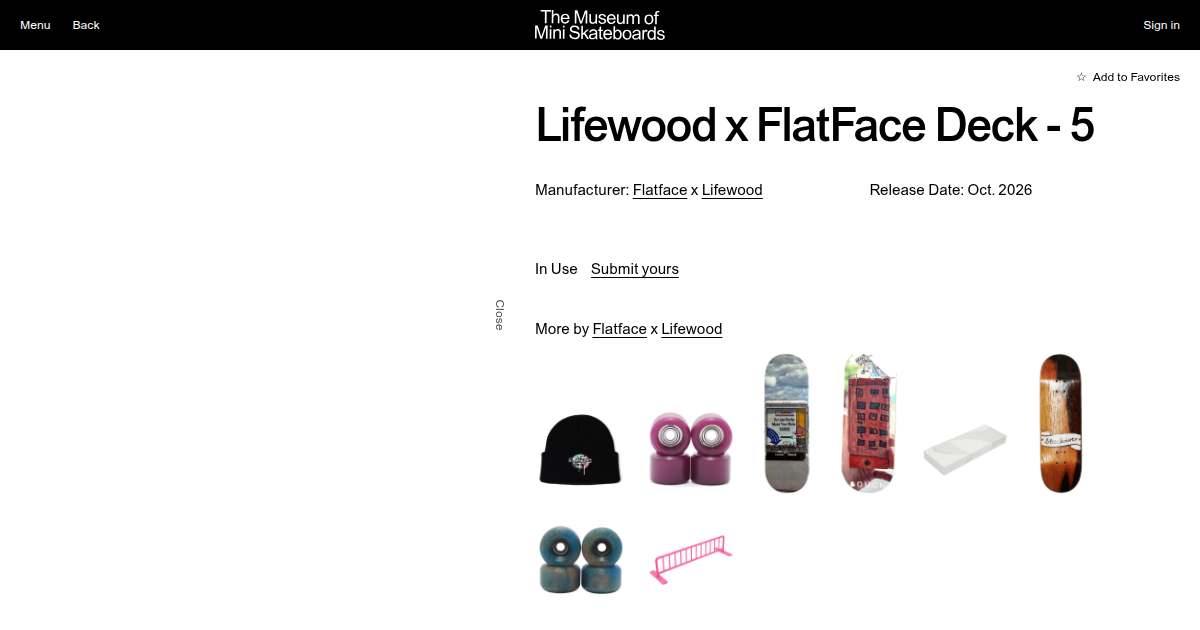 Menu
Back
The Museum of
Mini Skateboards
Sign in
☆ Add to Favorites
Lifewood x FlatFace Deck - 5
Manufacturer: Flatface x Lifewood
Release Date: Oct. 2026
In Use
Submit yours
Close
More by Flatface x Lifewood